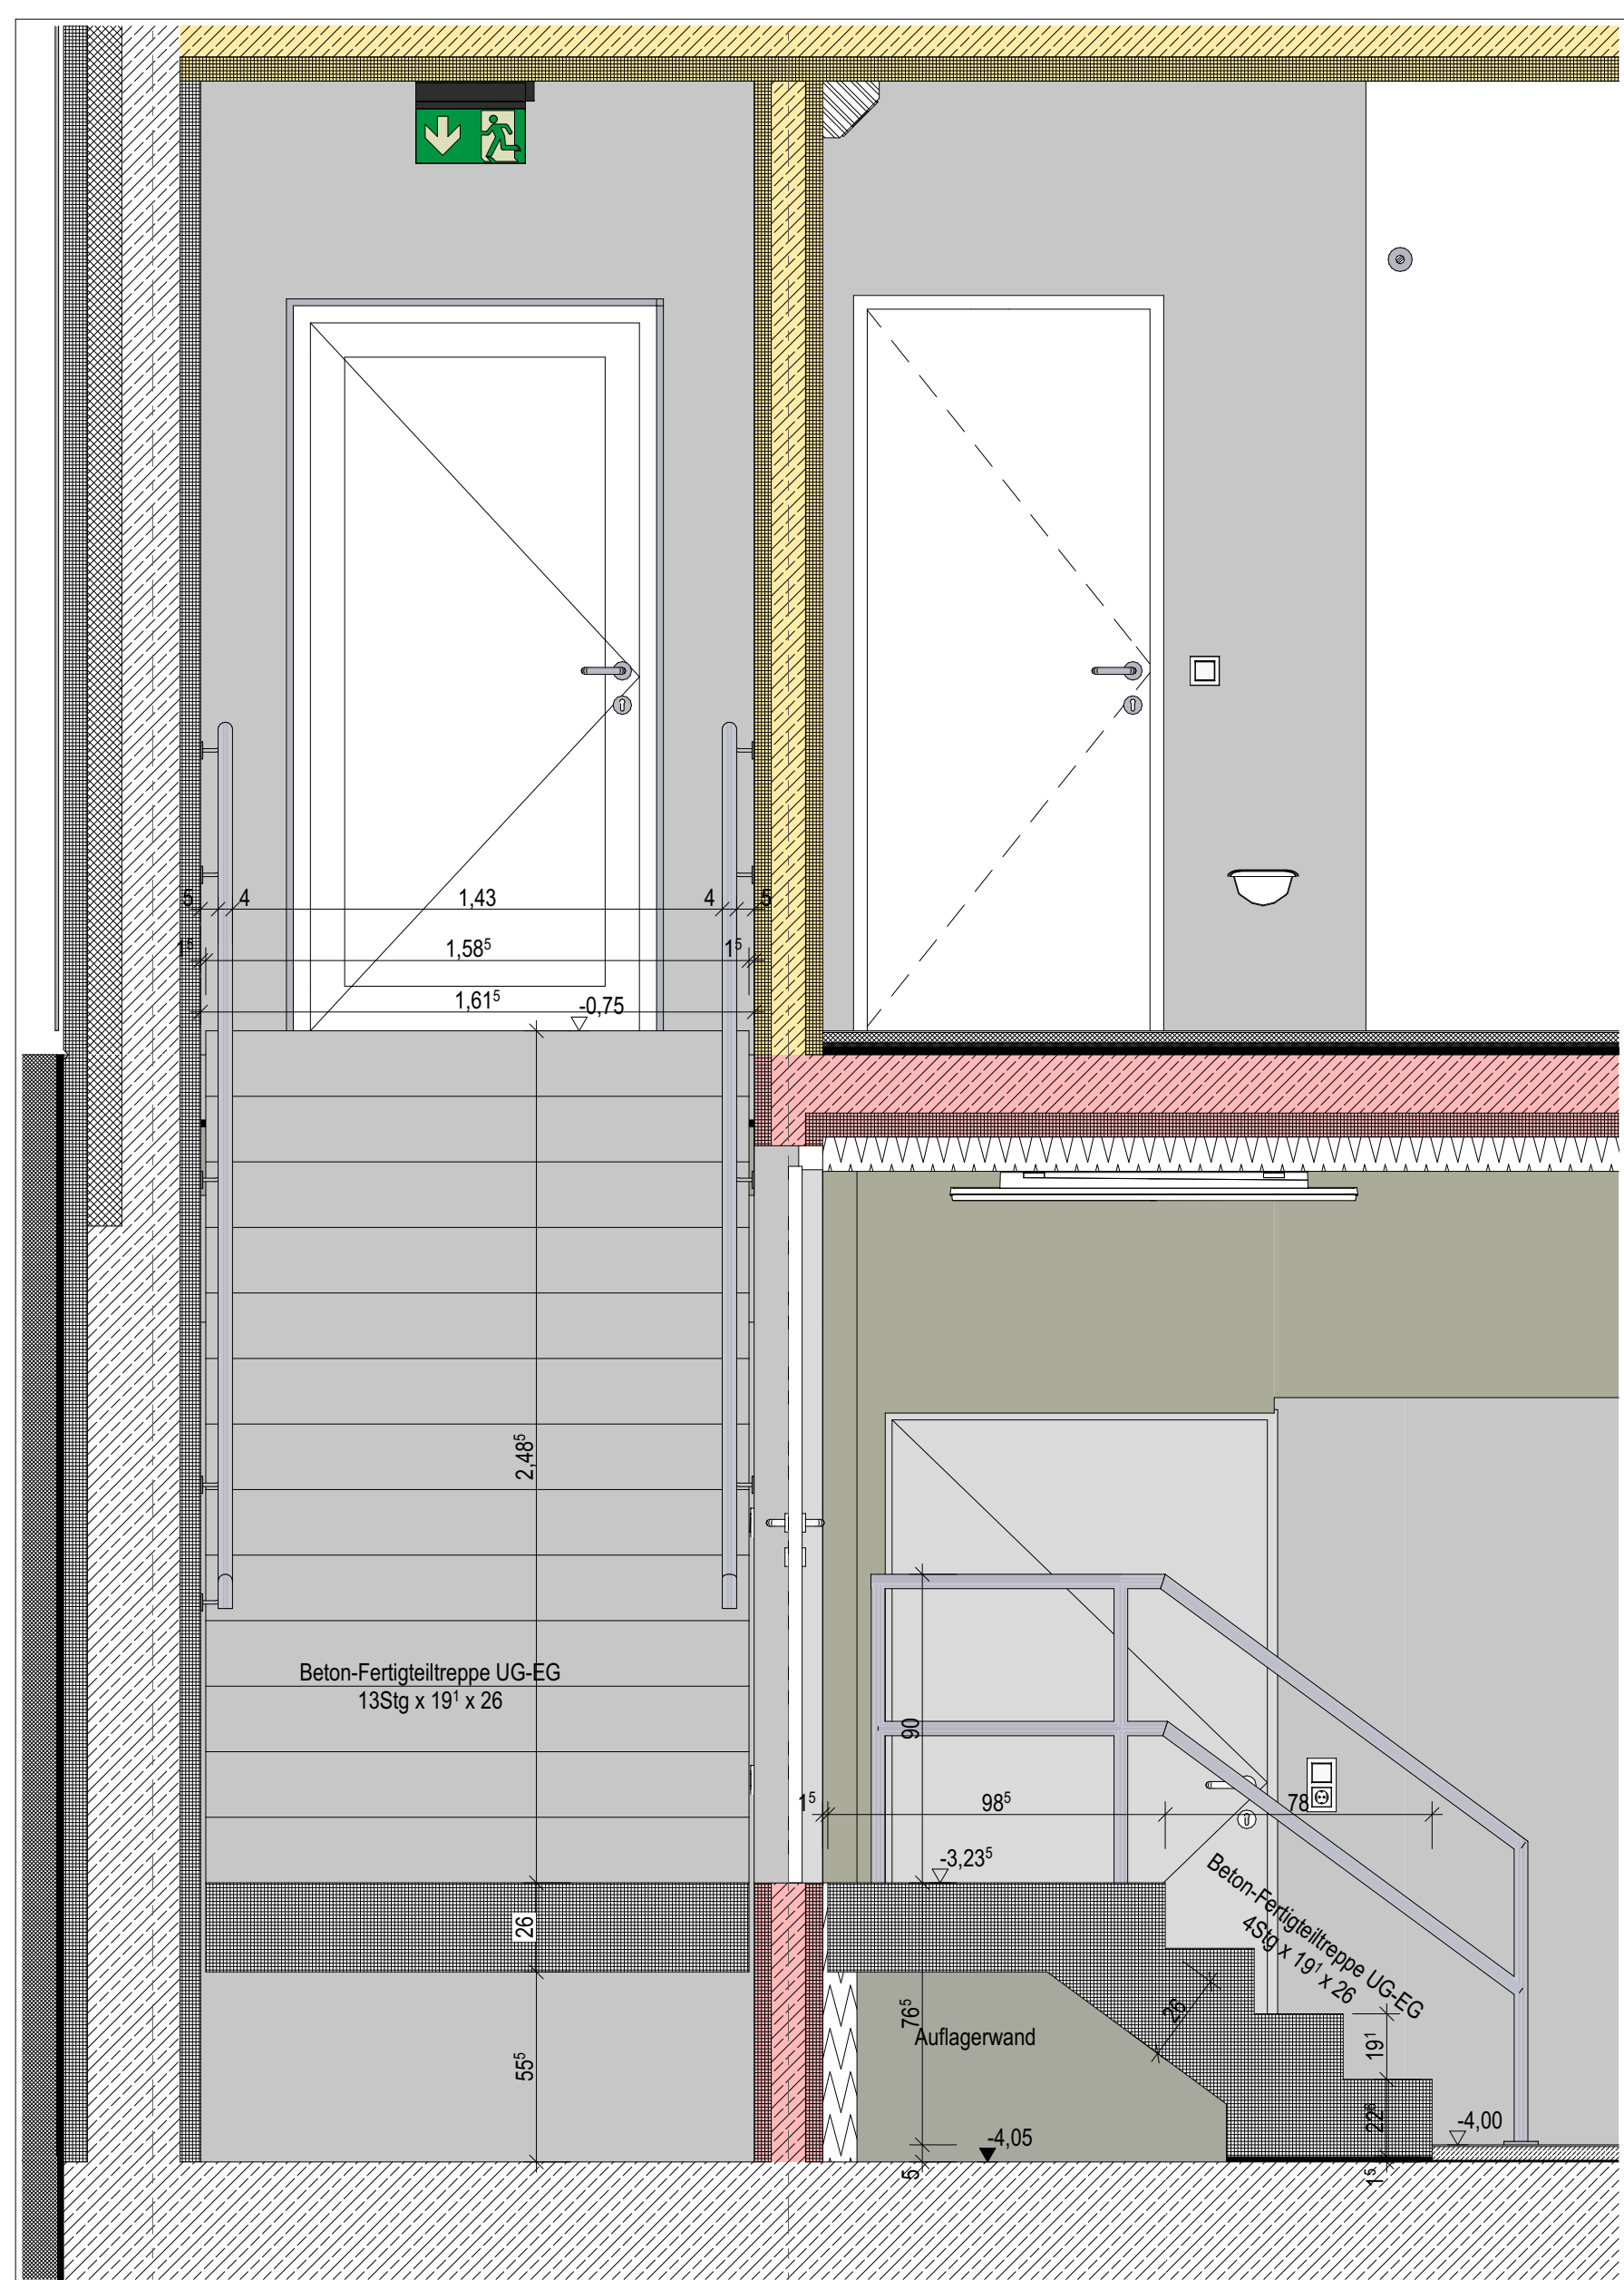 5 4 1,43 4 5
1⁵ 1,58⁵ 1⁵
1,61⁵ -0,75
2,48⁵
Beton-Fertigteiltreppe UG-EG
13Stg x 19¹ x 26
90
1⁵ 98⁵ 78
-3,23⁵
Beton-Fertigteiltreppe UG-EG
4Stg x 19¹ x 26
26
26
76⁵
Auflagerwand
19¹
55⁵
22⁶
-4,00
-4,05
5
1⁵